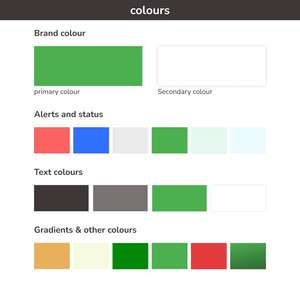 colours
Brand colour
primary colour
Secondary colour
Alerts and status
Text colours
Gradients & other colours